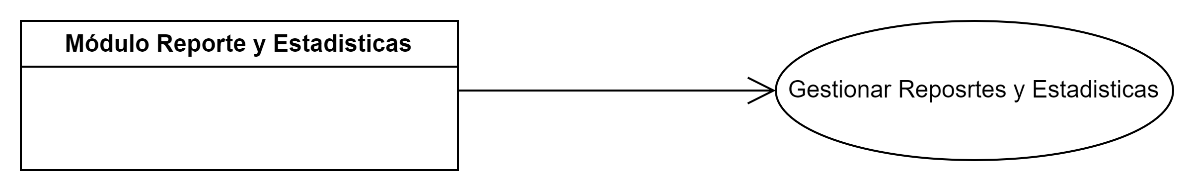 Módulo Reporte y Estadisticas
Gestionar Reposrtes y Estadisticas